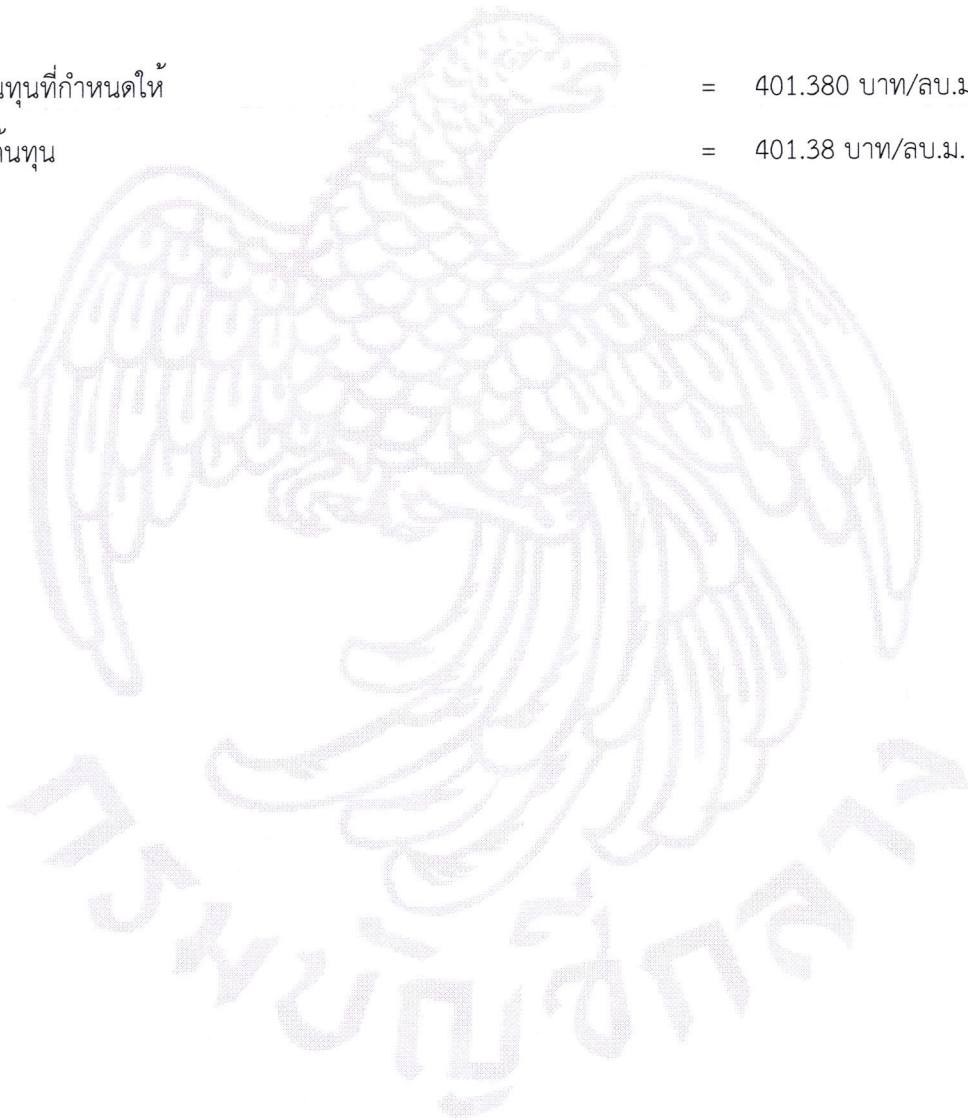 นทุนที่กำหนดให้ = 401.380 บาท/ลบ.ม
ต้นทุน = 401.38 บาท/ลบ.ม.
กรมบัญชีกลาง